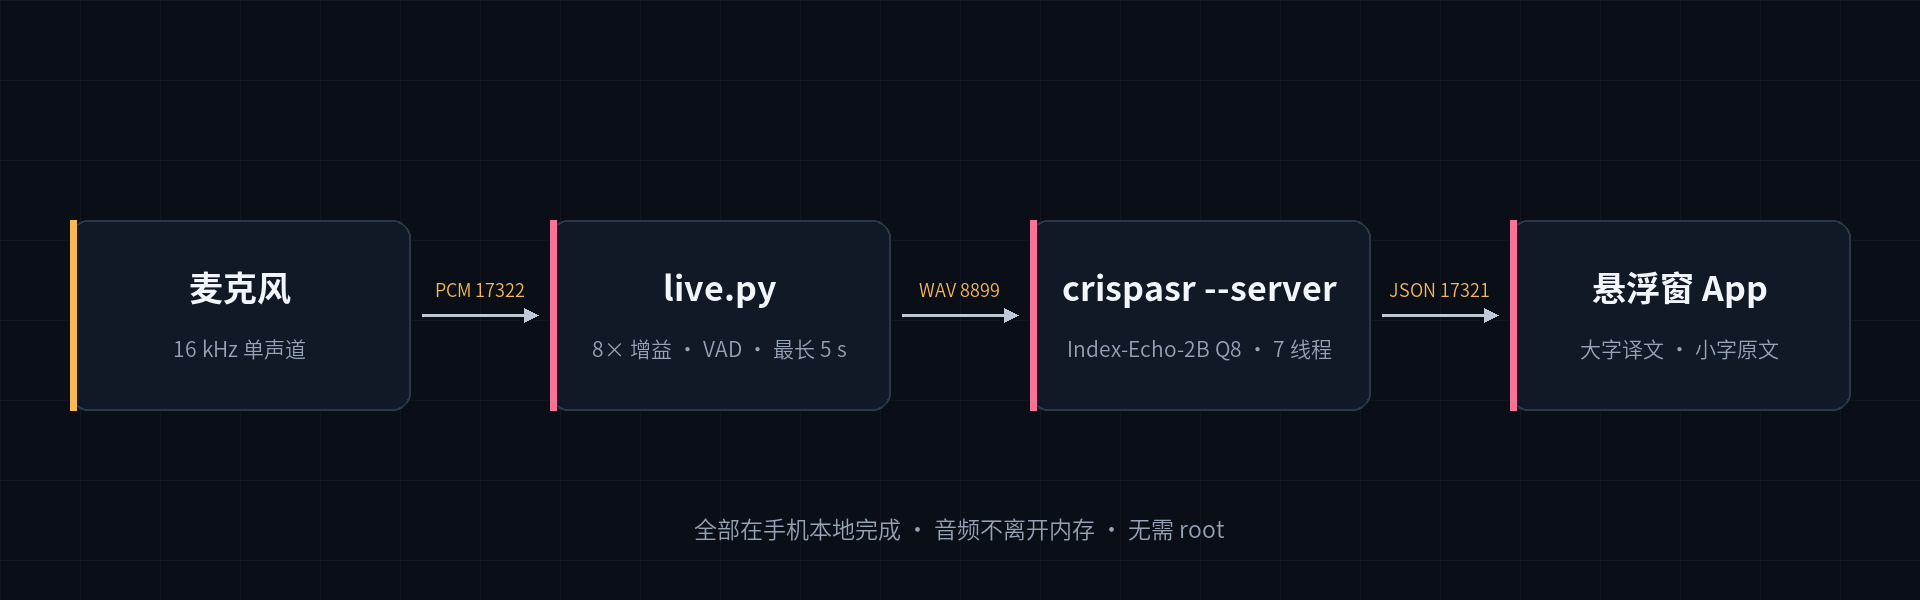 麦克风
16 kHz 单声道
PCM 17322
live.py
8× 增益 · VAD · 最长 5 s
WAV 8899
crispasr --server
Index-Echo-2B Q8 · 7 线程
JSON 17321
悬浮窗 App
大字译文 · 小字原文
全部在手机本地完成 · 音频不离开内存 · 无需 root